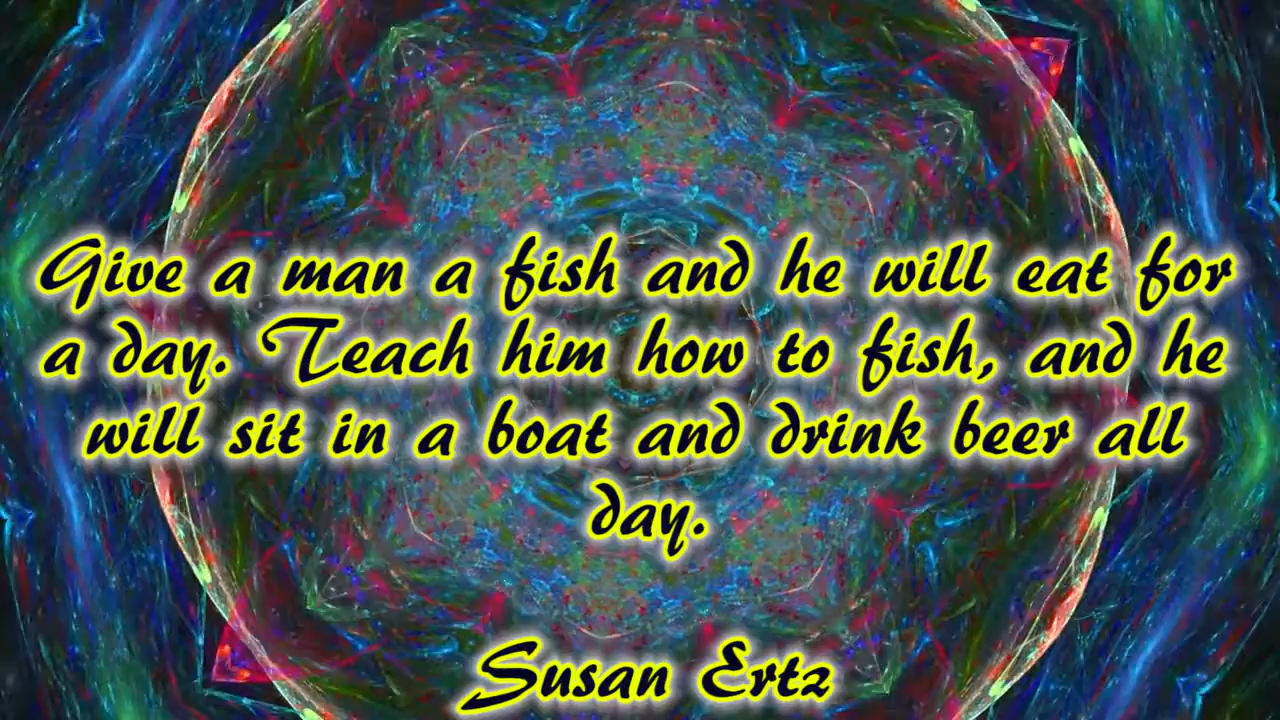 Give a man a fish and he will eat for
a day. Teach him how to fish, and he
will sit in a boat and drink beer all
day.
Susan Ertz